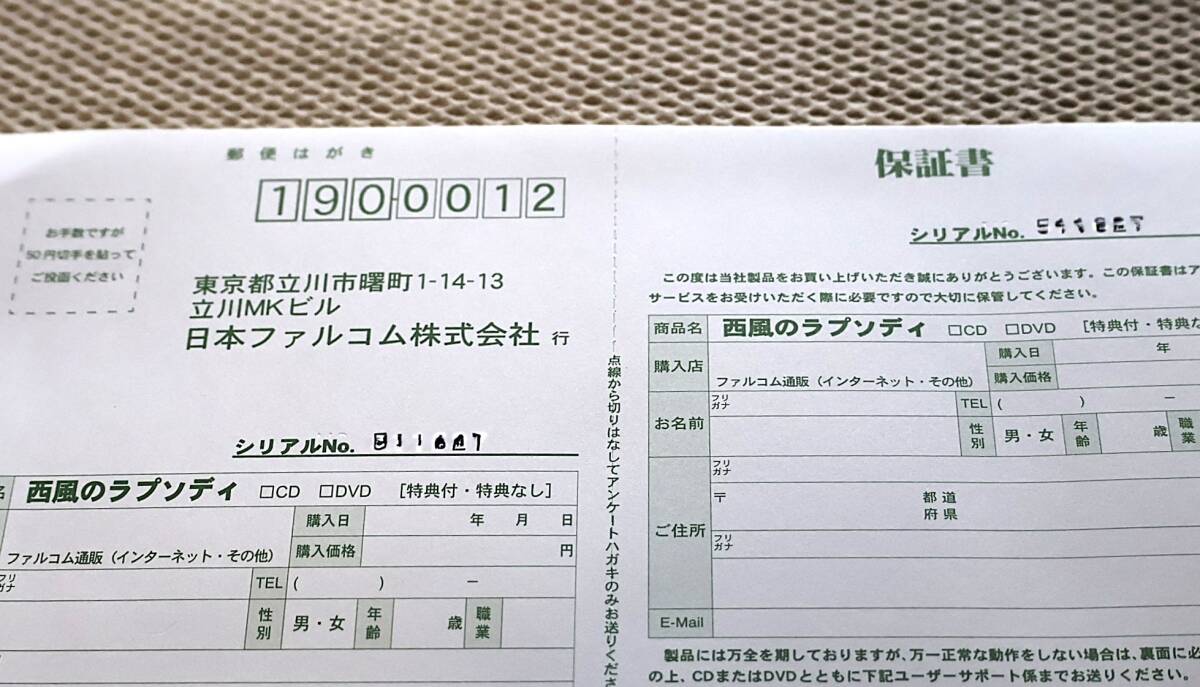 郵便はがき
190-0012
お手数ですが
50円切手を貼って
ご投函ください
東京都立川市曙町1-14-13
立川MKビル
日本ファルコム株式会社 行
シリアルNo.
西風のラプソディ □CD □DVD [特典付・特典なし]
購入日 年 月 日
ファルコム通販(インターネット・その他) 購入価格 円
フリ
ガナ
TEL ( ) −
性別 男・女 年齢 歳 職業
点線から切りはなしてアンケートハガキのみお送りくださ
保証書
シリアルNo.
この度は当社製品をお買い上げいただき誠にありがとうございます。この保証書はア
サービスをお受けいただく際に必要ですので大切に保管してください。
商品名 西風のラプソディ □CD □DVD [特典付・特典な
購入店 購入日 年
ファルコム通販(インターネット・その他) 購入価格
お名前 フリ
ガナ
TEL ( ) −
性別 男・女 年齢 歳 職業
ご住所 フリ
ガナ
〒 都道
府県
フリ
ガナ
E-Mail
製品には万全を期しておりますが、万一正常な動作をしない場合は、裏面に必
の上、CDまたはDVDとともに下記ユーザーサポート係までお送りください。